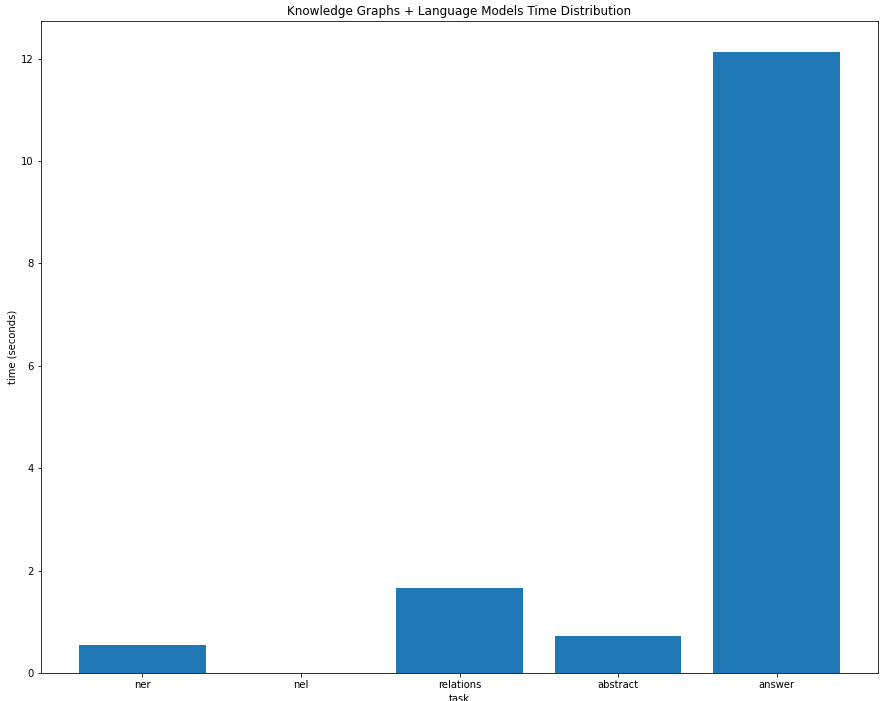 Knowledge Graphs + Language Models Time Distribution
12
10
8
6
4
2
0
time (seconds)
ner nel relations abstract answer
task